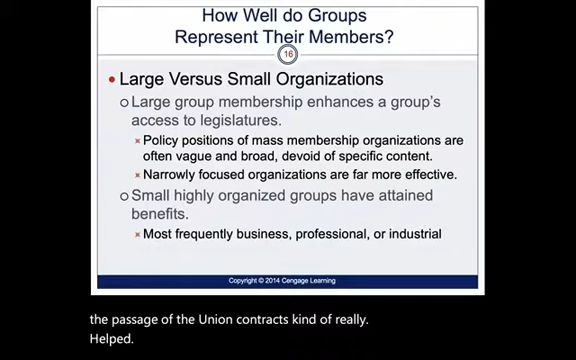 How Well do Groups
Represent Their Members?
16
Large Versus Small Organizations
Large group membership enhances a group's
access to legislatures.
Policy positions of mass membership organizations are
often vague and broad, devoid of specific content.
Narrowly focused organizations are far more effective.
Small highly organized groups have attained
benefits.
Most frequently business, professional, or industrial
Copyright © 2014 Cengage Learning
the passage of the Union contracts kind of really.
Helped.